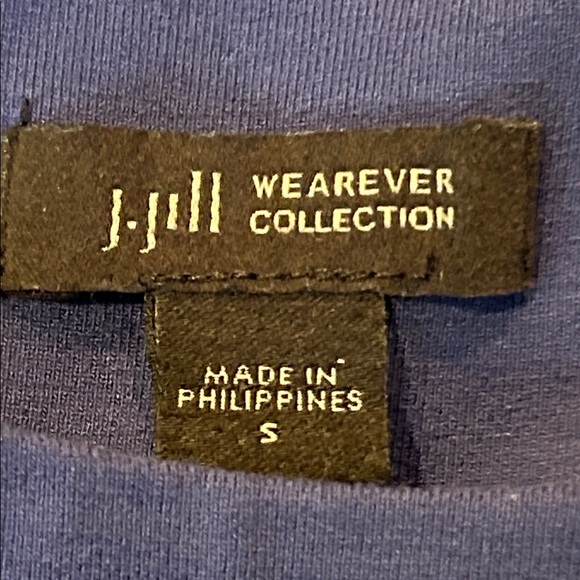 J.Jill WEAREVER
COLLECTION
MADE IN
PHILIPPINES
S